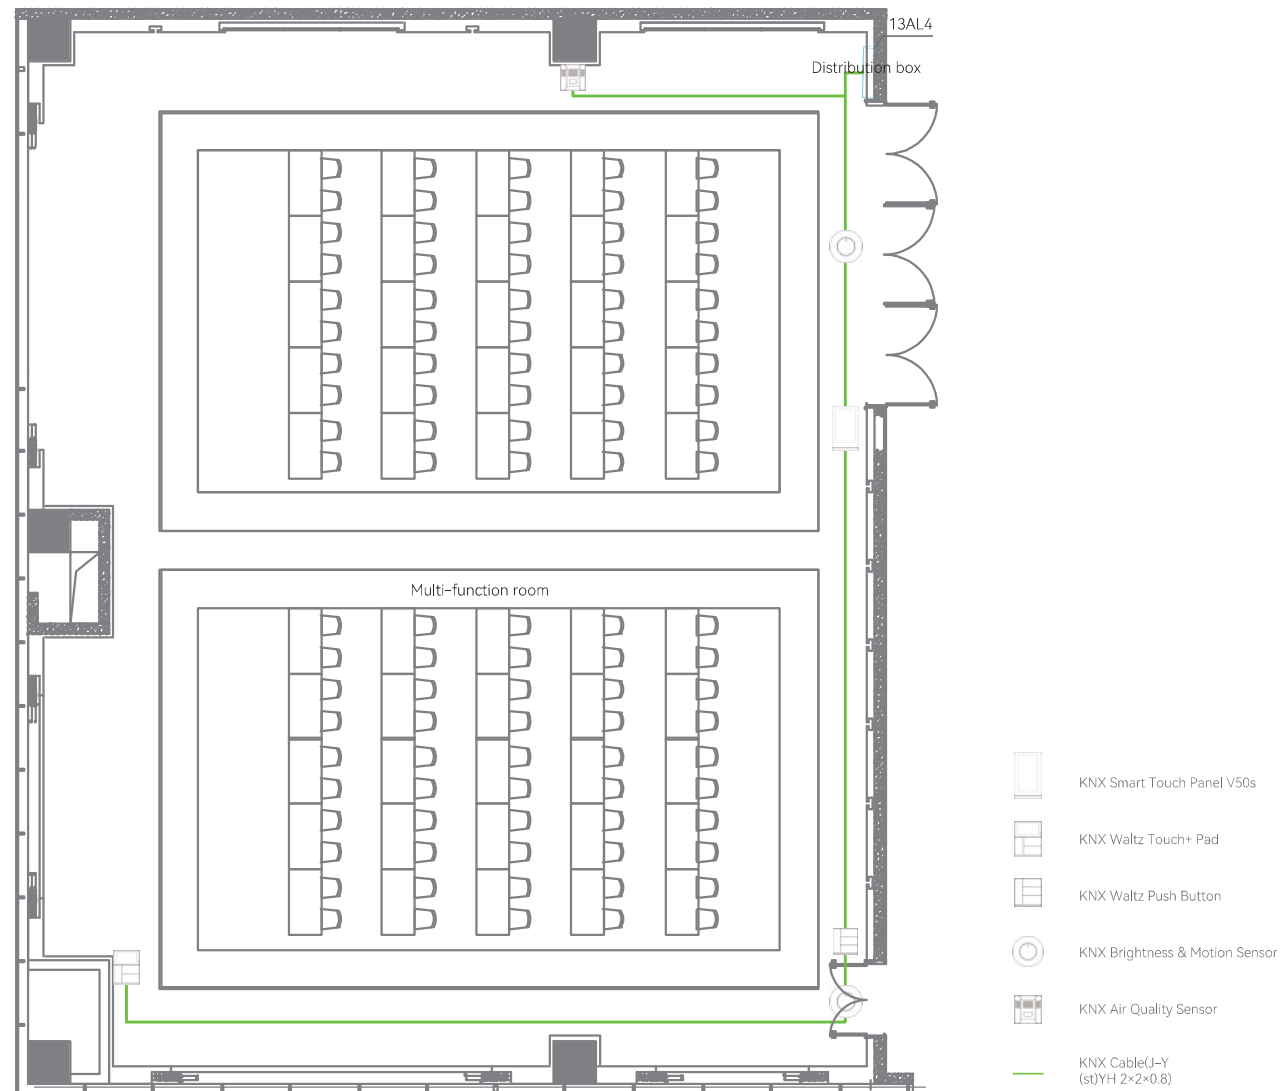 13AL4
Distribution box
Multi-function room
KNX Smart Touch Panel V50s
KNX Waltz Touch+ Pad
KNX Waltz Push Button
KNX Brightness & Motion Sensor
KNX Air Quality Sensor
KNX Cable(J-Y
(st)YH 2×2×0.8)